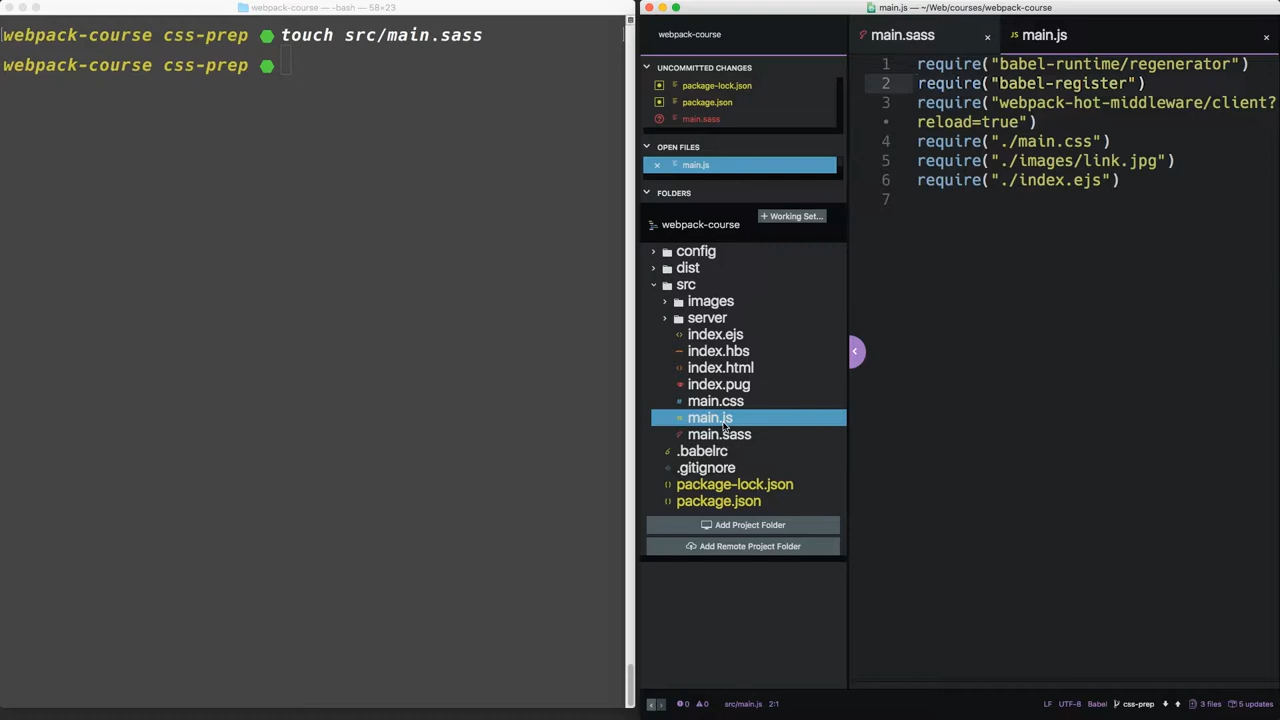 webpack-course — -bash — 58×23
webpack-course css-prep touch src/main.sass
webpack-course css-prep
main.js — ~/Web/courses/webpack-course
webpack-course
UNCOMMITTED CHANGES
package-lock.json
package.json
main.sass
OPEN FILES
main.js
FOLDERS
+ Working Set...
webpack-course
config
dist
src
images
server
index.ejs
index.hbs
index.html
index.pug
main.css
main.js
main.sass
.babelrc
.gitignore
package-lock.json
package.json
Add Project Folder
Add Remote Project Folder
main.sass
JS main.js
1 require("babel-runtime/regenerator")
2 require("babel-register")
3 require("webpack-hot-middleware/client?
• reload=true")
4 require("./main.css")
5 require("./images/link.jpg")
6 require("./index.ejs")
7
0 0 src/main.js 2:1
LF UTF-8 Babel css-prep 3 files 5 updates